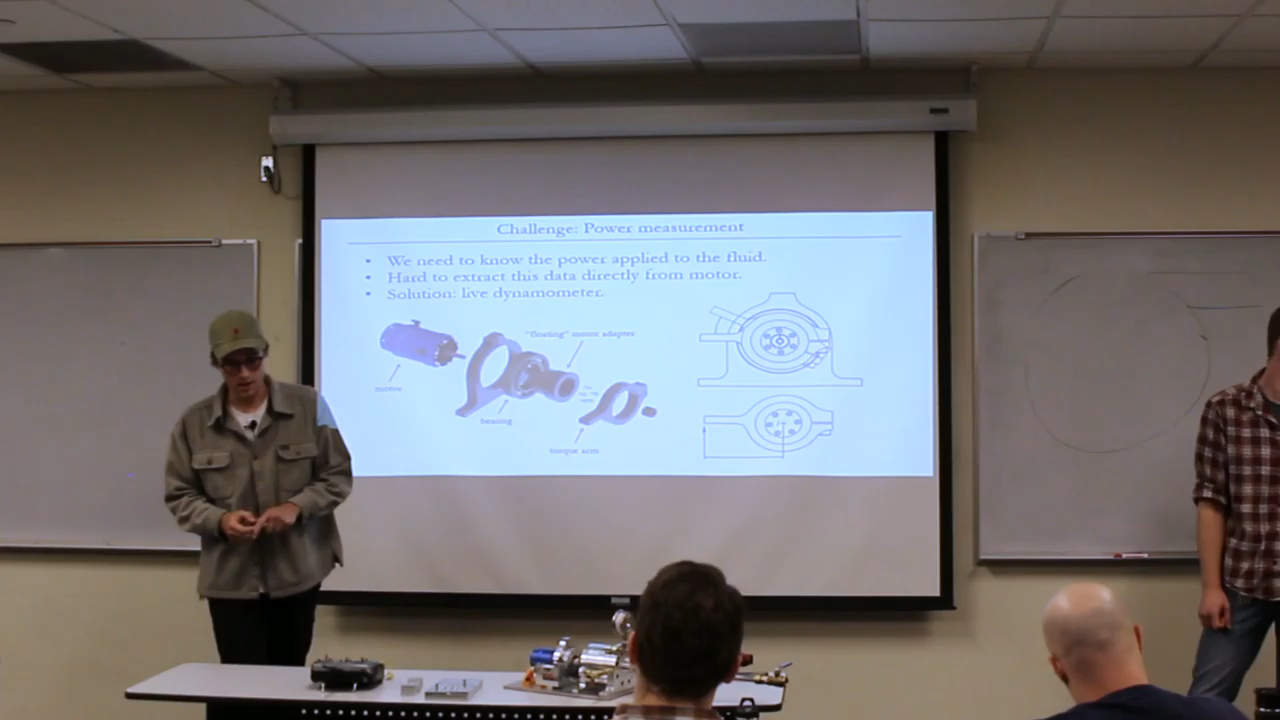 Challenge: Power measurement
• We need to know the power applied to the fluid.
• Hard to extract this data directly from motor.
• Solution: live dynamometer.
"floating" motor adapter
motor
bearing
torque arm